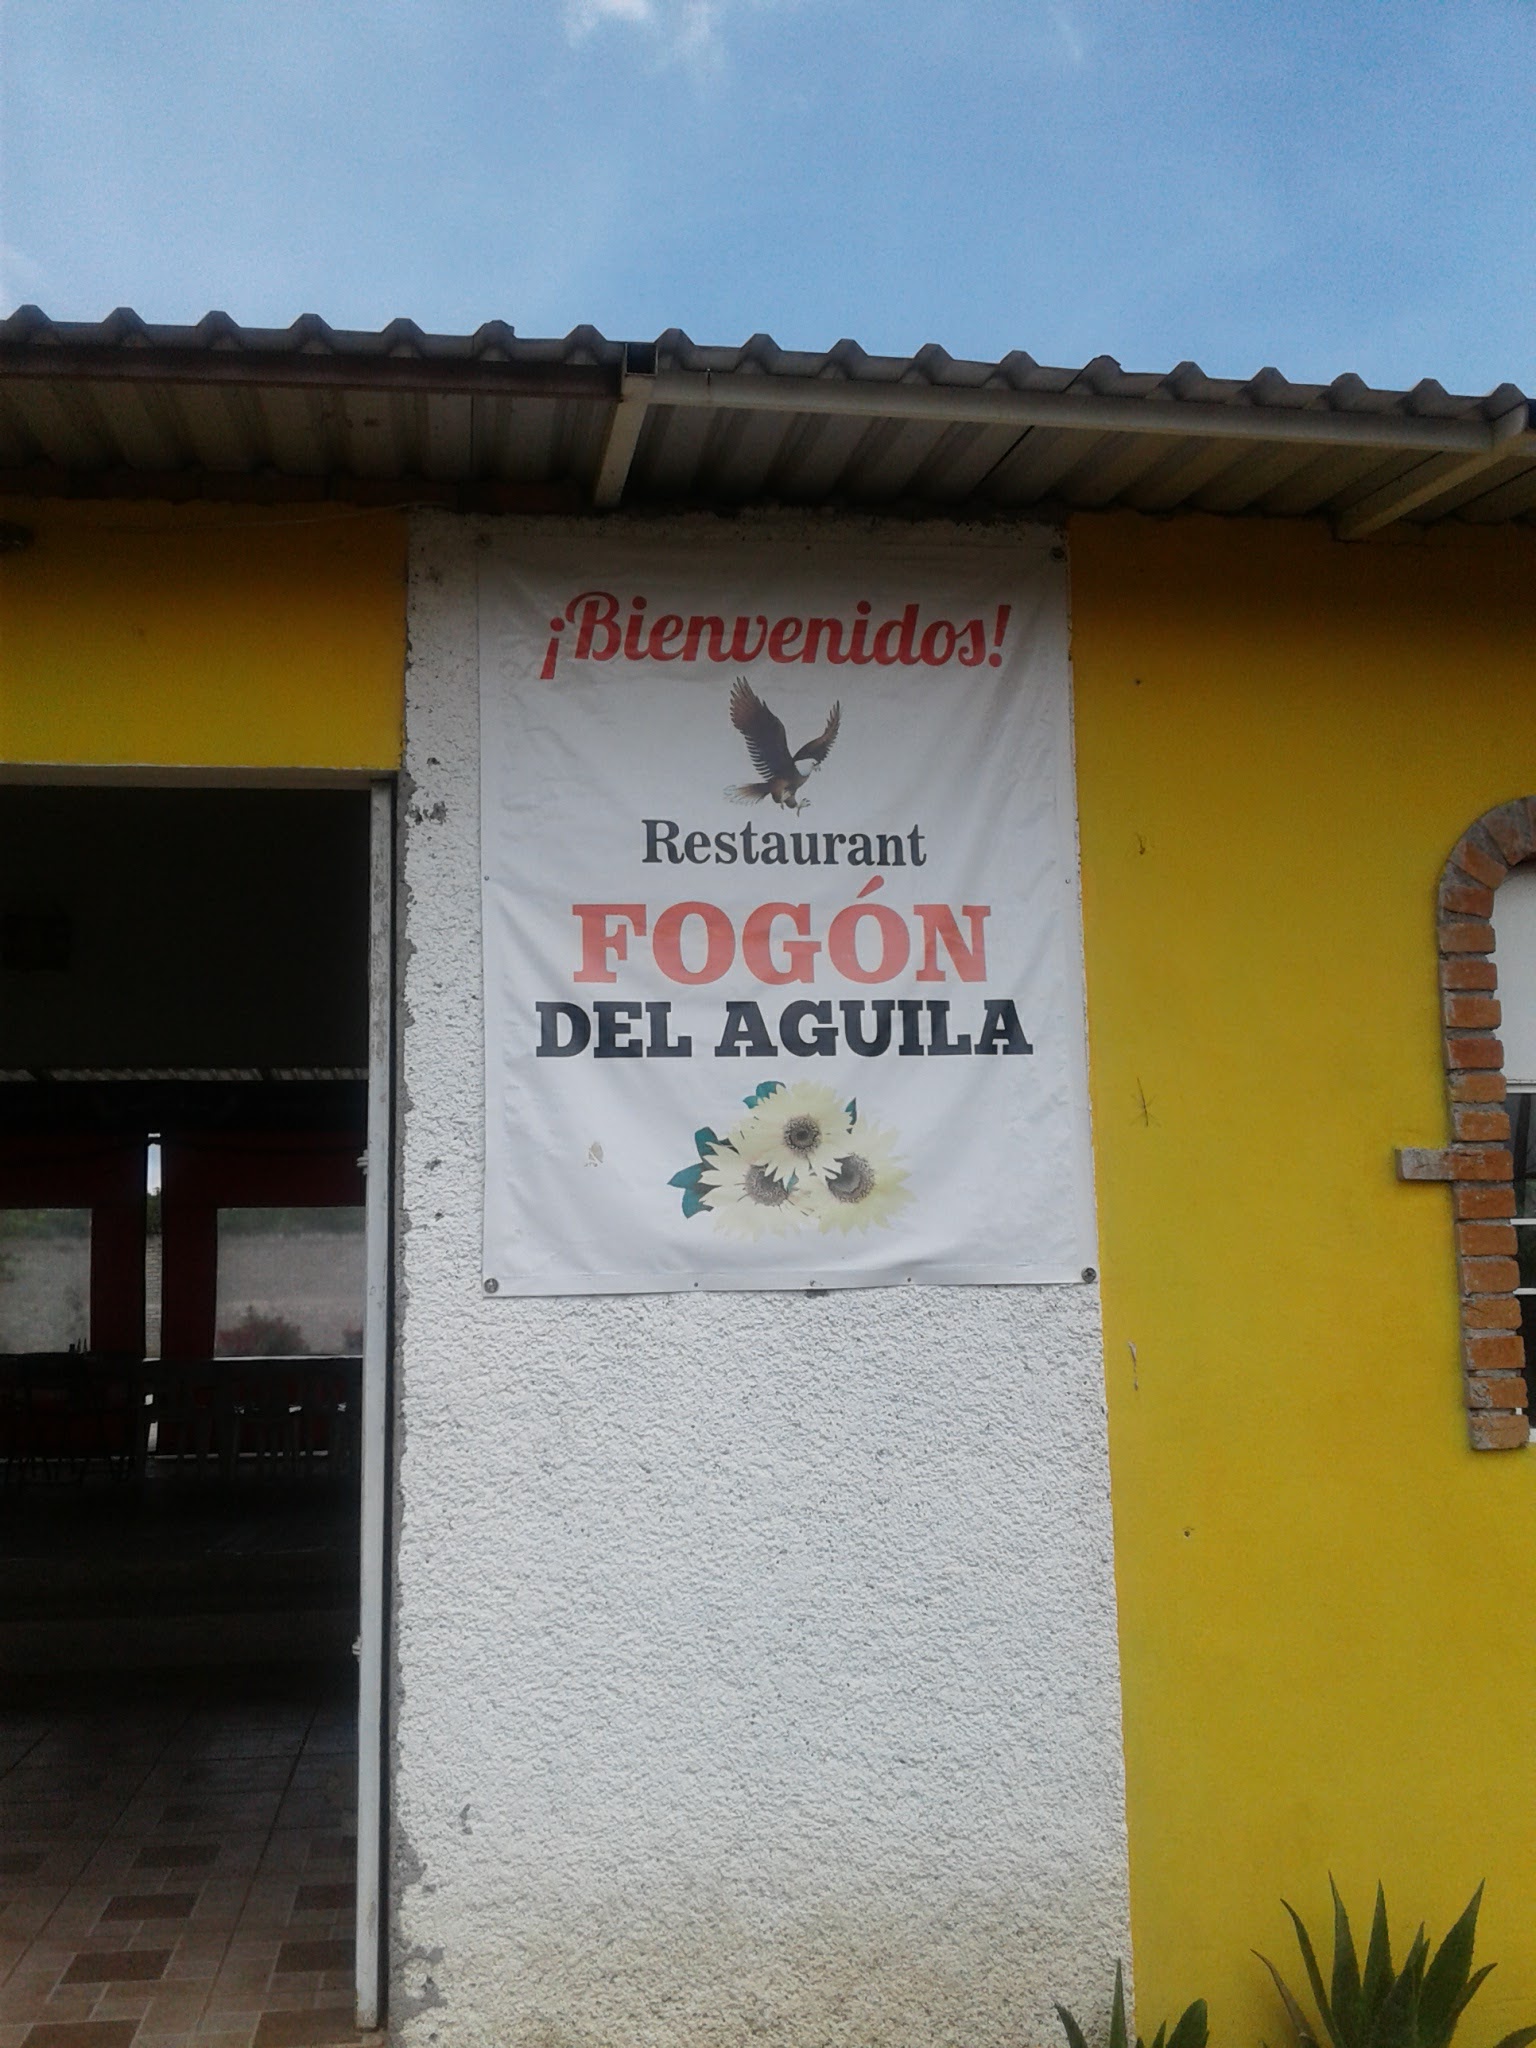 ¡Bienvenidos!
Restaurant
FOGÓN
DEL AGUILA